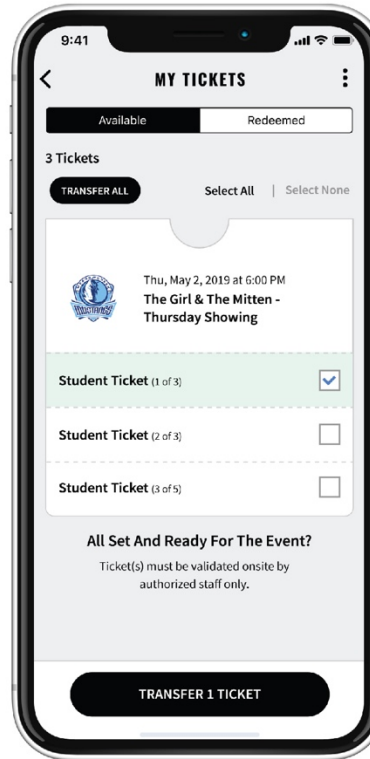 9:41
MY TICKETS
Available
Redeemed
3 Tickets
TRANSFER ALL
Select All | Select None
Thu, May 2, 2019 at 6:00 PM
The Girl & The Mitten -
Thursday Showing
Student Ticket (1 of 3)
Student Ticket (2 of 3)
Student Ticket (3 of 5)
All Set And Ready For The Event?
Ticket(s) must be validated onsite by
authorized staff only.
TRANSFER 1 TICKET